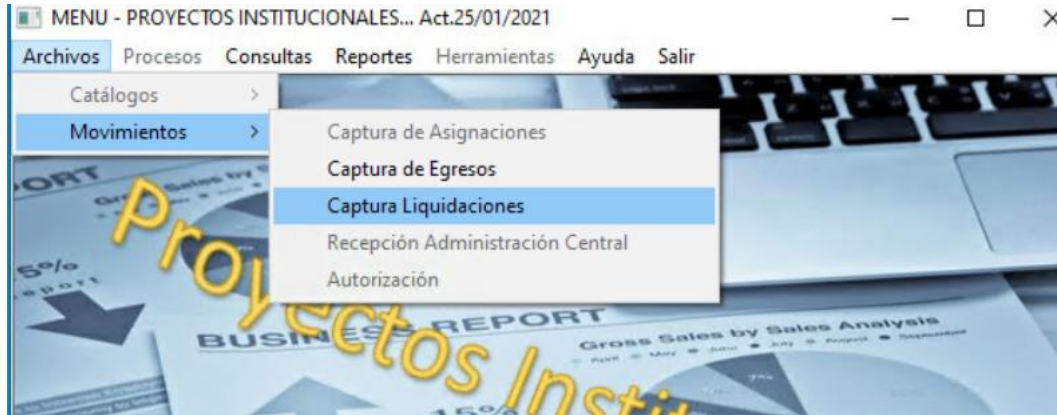 MENU - PROYECTOS INSTITUCIONALES... Act.25/01/2021
Archivos Procesos Consultas Reportes Herramientas Ayuda Salir
Catálogos
Movimientos
Captura de Asignaciones
Captura de Egresos
Captura Liquidaciones
Recepción Administración Central
Autorización
Proyectos
BUSINESS REPORT
Gross Sales by Sales Analysis
15%